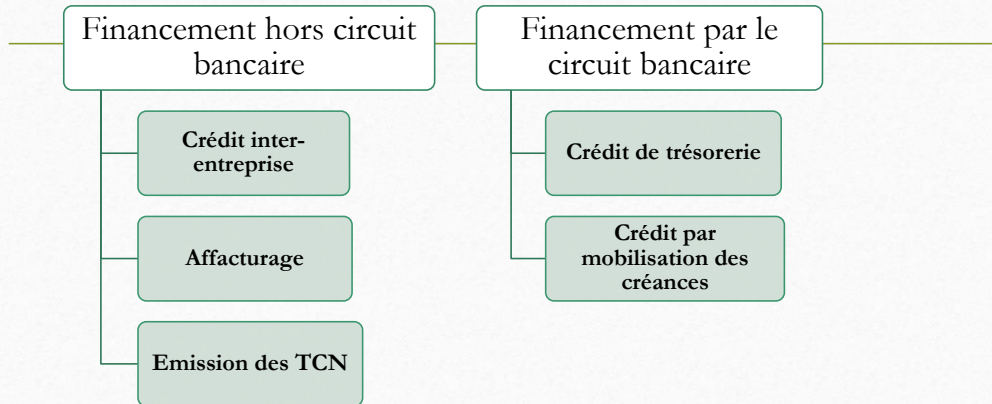 Financement hors circuit
bancaire
Crédit inter-
entreprise
Affacturage
Emission des TCN
Financement par le
circuit bancaire
Crédit de trésorerie
Crédit par
mobilisation des
créances